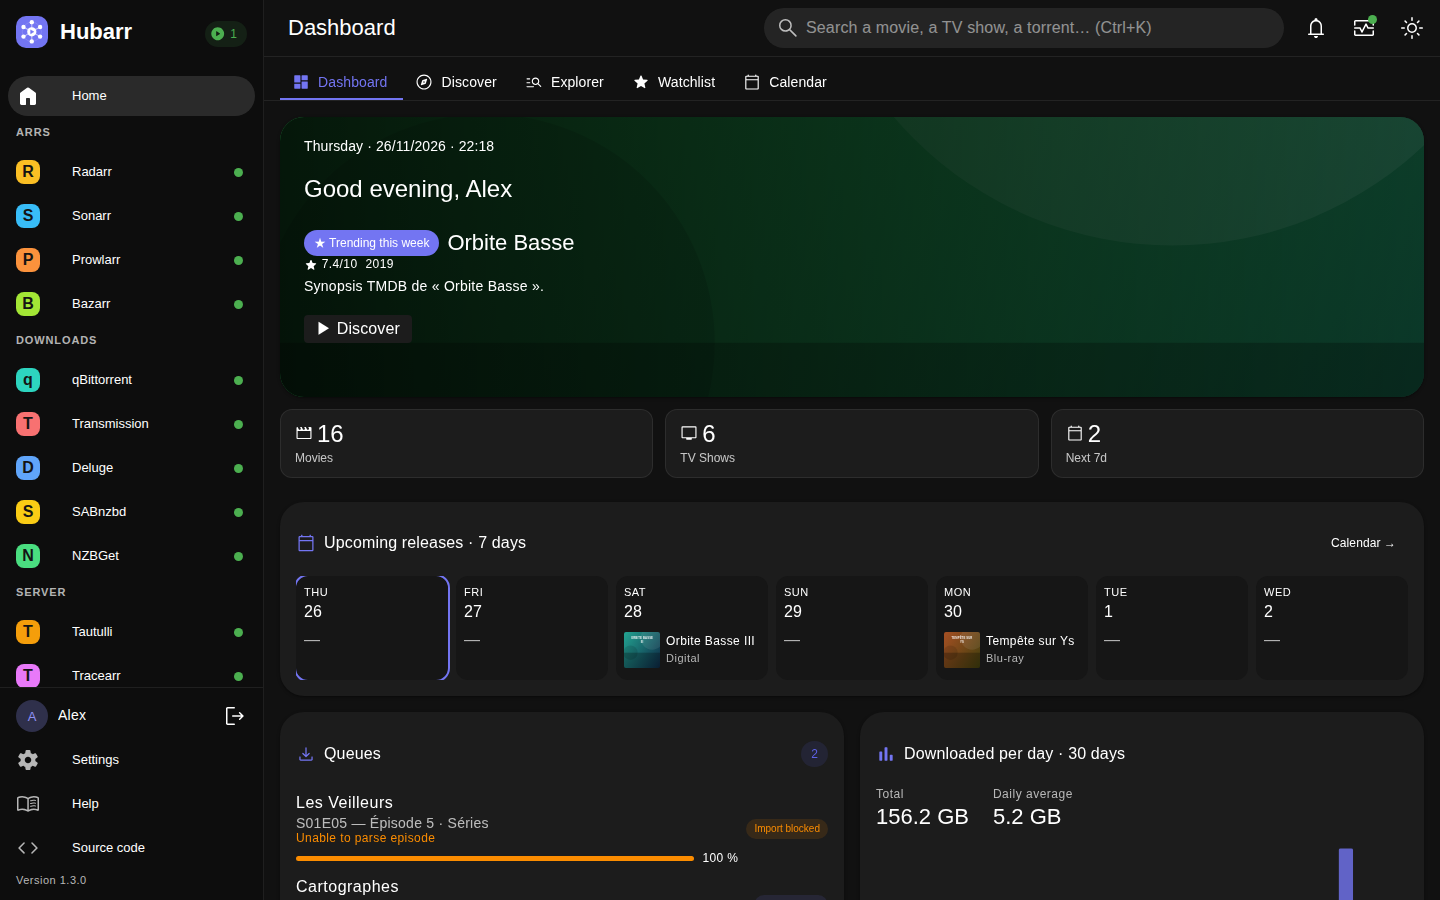 Hubarr
1
Home
ARRS
R Radarr
S Sonarr
P Prowlarr
B Bazarr
DOWNLOADS
q qBittorrent
T Transmission
D Deluge
S SABnzbd
N NZBGet
SERVER
T Tautulli
T Tracearr
A Alex
Settings
Help
Source code
Version 1.3.0
Dashboard
Search a movie, a TV show, a torrent… (Ctrl+K)
Dashboard Discover Explorer Watchlist Calendar
Thursday · 26/11/2026 · 22:18
Good evening, Alex
Trending this week Orbite Basse
7.4/10 2019
Synopsis TMDB de « Orbite Basse ».
Discover
16
Movies
6
TV Shows
2
Next 7d
Upcoming releases · 7 days
Calendar →
THU
26
—
FRI
27
—
SAT
28
Orbite Basse III
Digital
SUN
29
—
MON
30
Tempête sur Ys
Blu-ray
TUE
1
—
WED
2
—
Queues
2
Les Veilleurs
S01E05 — Épisode 5 · Séries
Unable to parse episode
Import blocked
100 %
Cartographes
Downloaded per day · 30 days
Total
156.2 GB
Daily average
5.2 GB